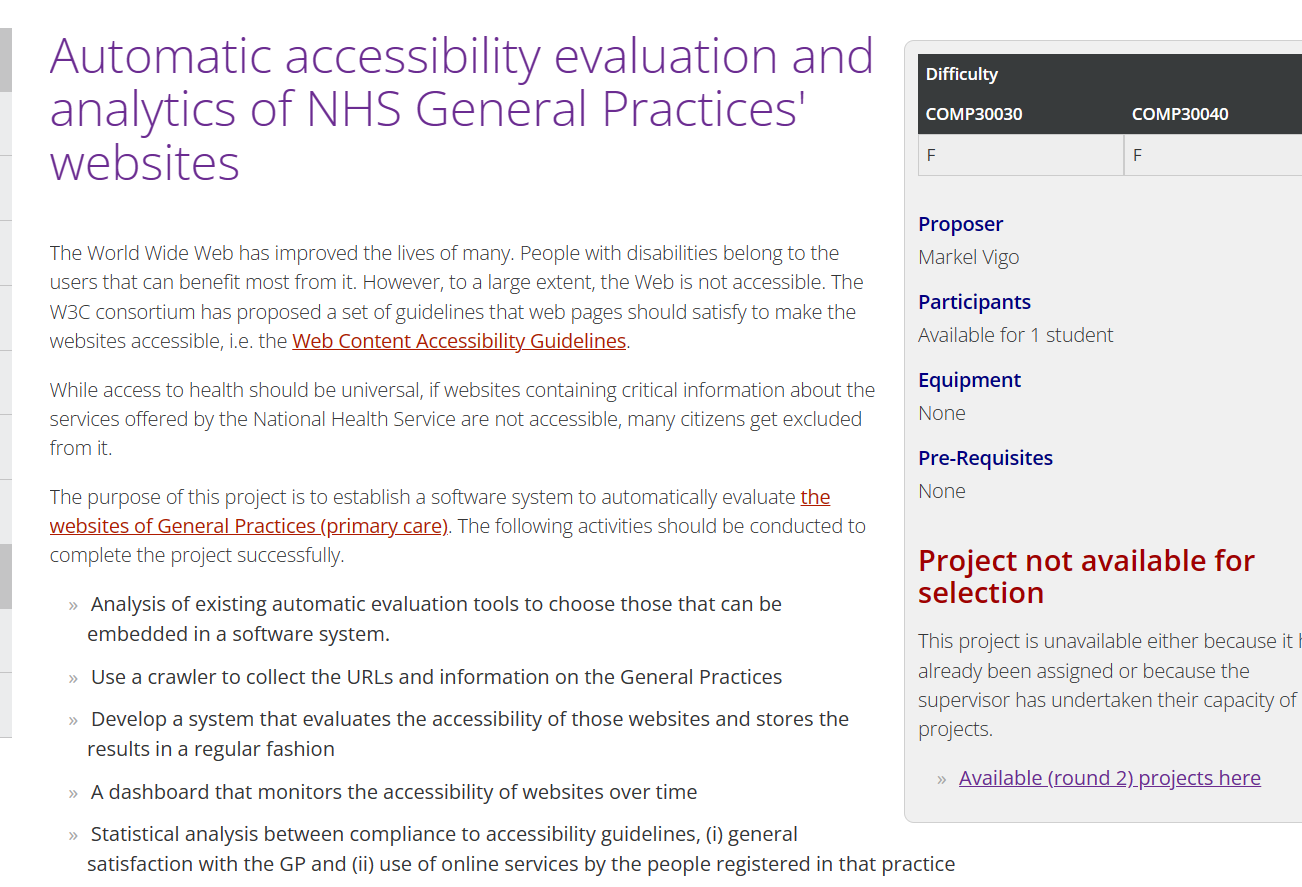 Automatic accessibility evaluation and
analytics of NHS General Practices'
websites
The World Wide Web has improved the lives of many. People with disabilities belong to the
users that can benefit most from it. However, to a large extent, the Web is not accessible. The
W3C consortium has proposed a set of guidelines that web pages should satisfy to make the
websites accessible, i.e. the Web Content Accessibility Guidelines.
While access to health should be universal, if websites containing critical information about the
services offered by the National Health Service are not accessible, many citizens get excluded
from it.
The purpose of this project is to establish a software system to automatically evaluate the
websites of General Practices (primary care). The following activities should be conducted to
complete the project successfully.
» Analysis of existing automatic evaluation tools to choose those that can be
embedded in a software system.
» Use a crawler to collect the URLs and information on the General Practices
» Develop a system that evaluates the accessibility of those websites and stores the
results in a regular fashion
» A dashboard that monitors the accessibility of websites over time
» Statistical analysis between compliance to accessibility guidelines, (i) general
satisfaction with the GP and (ii) use of online services by the people registered in that practice
Difficulty
COMP30030 COMP30040
F F
Proposer
Markel Vigo
Participants
Available for 1 student
Equipment
None
Pre-Requisites
None
Project not available for
selection
This project is unavailable either because it
already been assigned or because the
supervisor has undertaken their capacity of
projects.
» Available (round 2) projects here